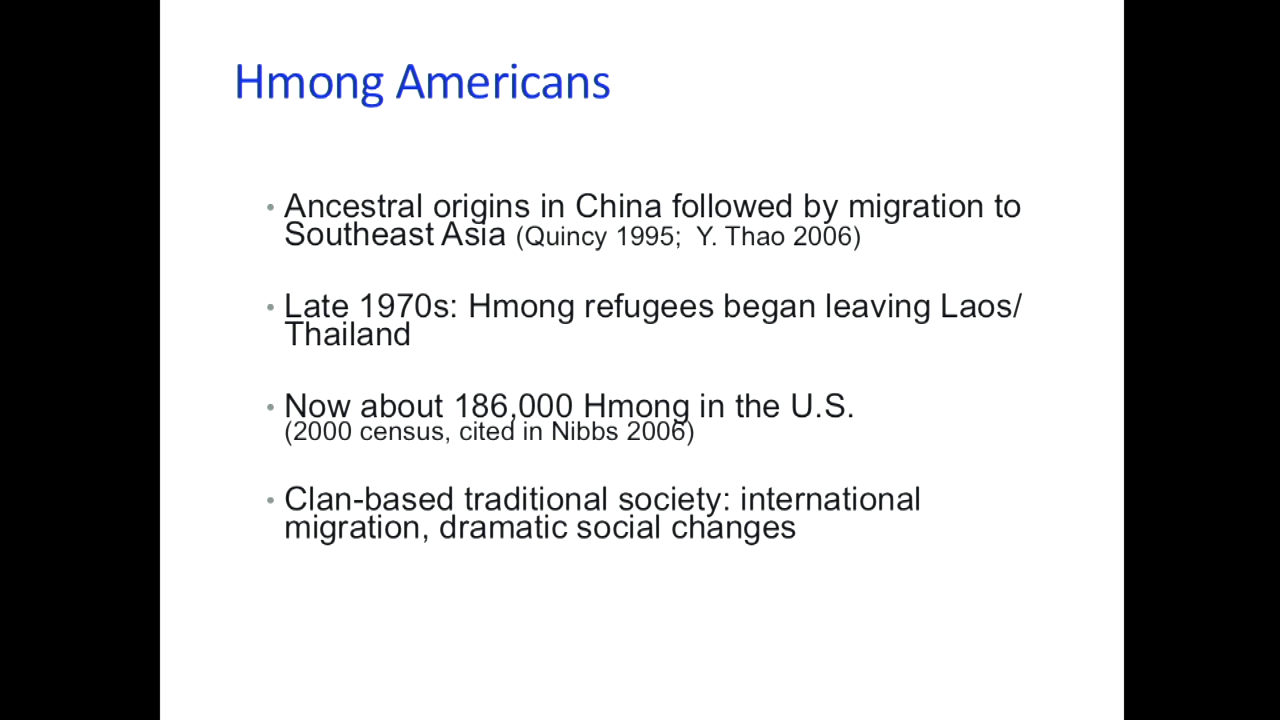 Hmong Americans
• Ancestral origins in China followed by migration to
Southeast Asia (Quincy 1995;  Y. Thao 2006)
• Late 1970s: Hmong refugees began leaving Laos/
Thailand
• Now about 186,000 Hmong in the U.S.
(2000 census, cited in Nibbs 2006)
• Clan-based traditional society: international
migration, dramatic social changes